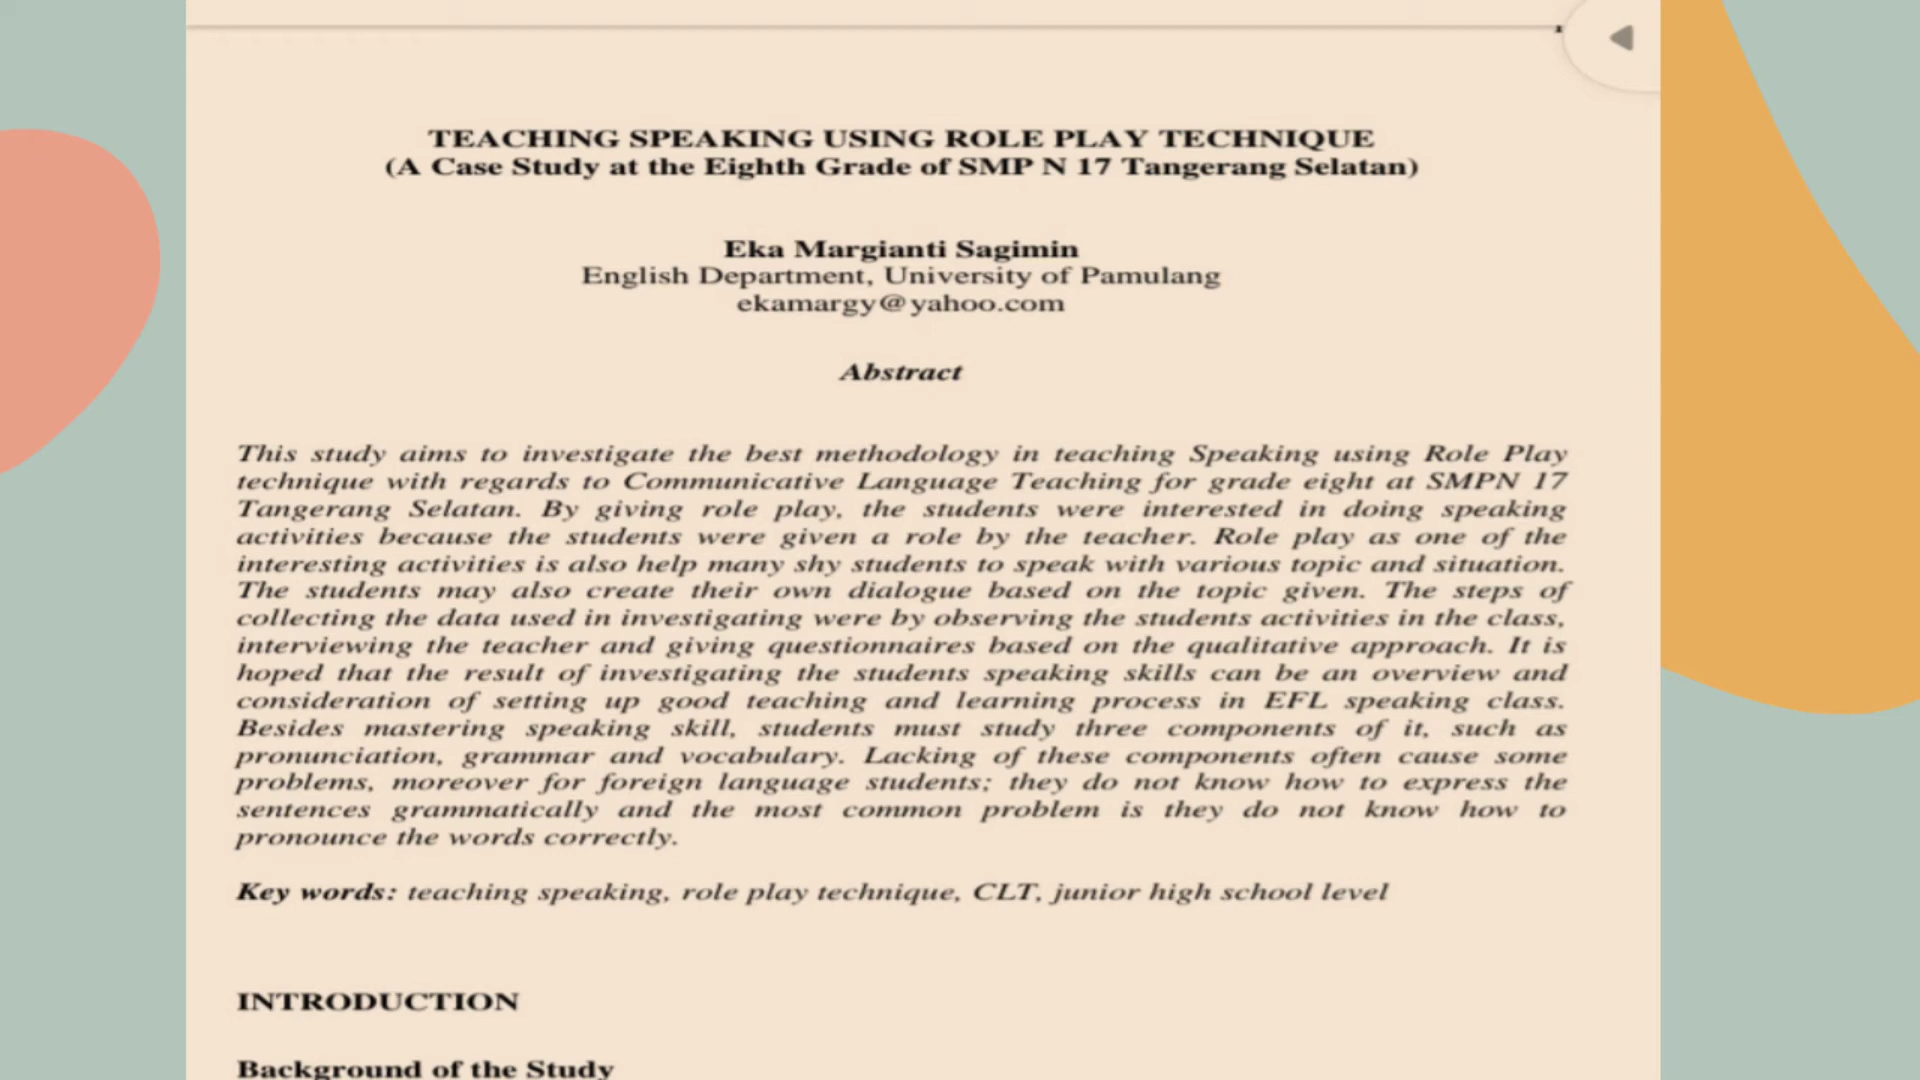 TEACHING SPEAKING USING ROLE PLAY TECHNIQUE
(A Case Study at the Eighth Grade of SMP N 17 Tangerang Selatan)
Eka Margianti Sagimin
English Department, University of Pamulang
ekamargy@yahoo.com
Abstract
This study aims to investigate the best methodology in teaching Speaking using Role Play
technique with regards to Communicative Language Teaching for grade eight at SMPN 17
Tangerang Selatan. By giving role play, the students were interested in doing speaking
activities because the students were given a role by the teacher. Role play as one of the
interesting activities is also help many shy students to speak with various topic and situation.
The students may also create their own dialogue based on the topic given. The steps of
collecting the data used in investigating were by observing the students activities in the class,
interviewing the teacher and giving questionnaires based on the qualitative approach. It is
hoped that the result of investigating the students speaking skills can be an overview and
consideration of setting up good teaching and learning process in EFL speaking class.
Besides mastering speaking skill, students must study three components of it, such as
pronunciation, grammar and vocabulary. Lacking of these components often cause some
problems, moreover for foreign language students; they do not know how to express the
sentences grammatically and the most common problem is they do not know how to
pronounce the words correctly.
Key words: teaching speaking, role play technique, CLT, junior high school level
INTRODUCTION
Background of the Study